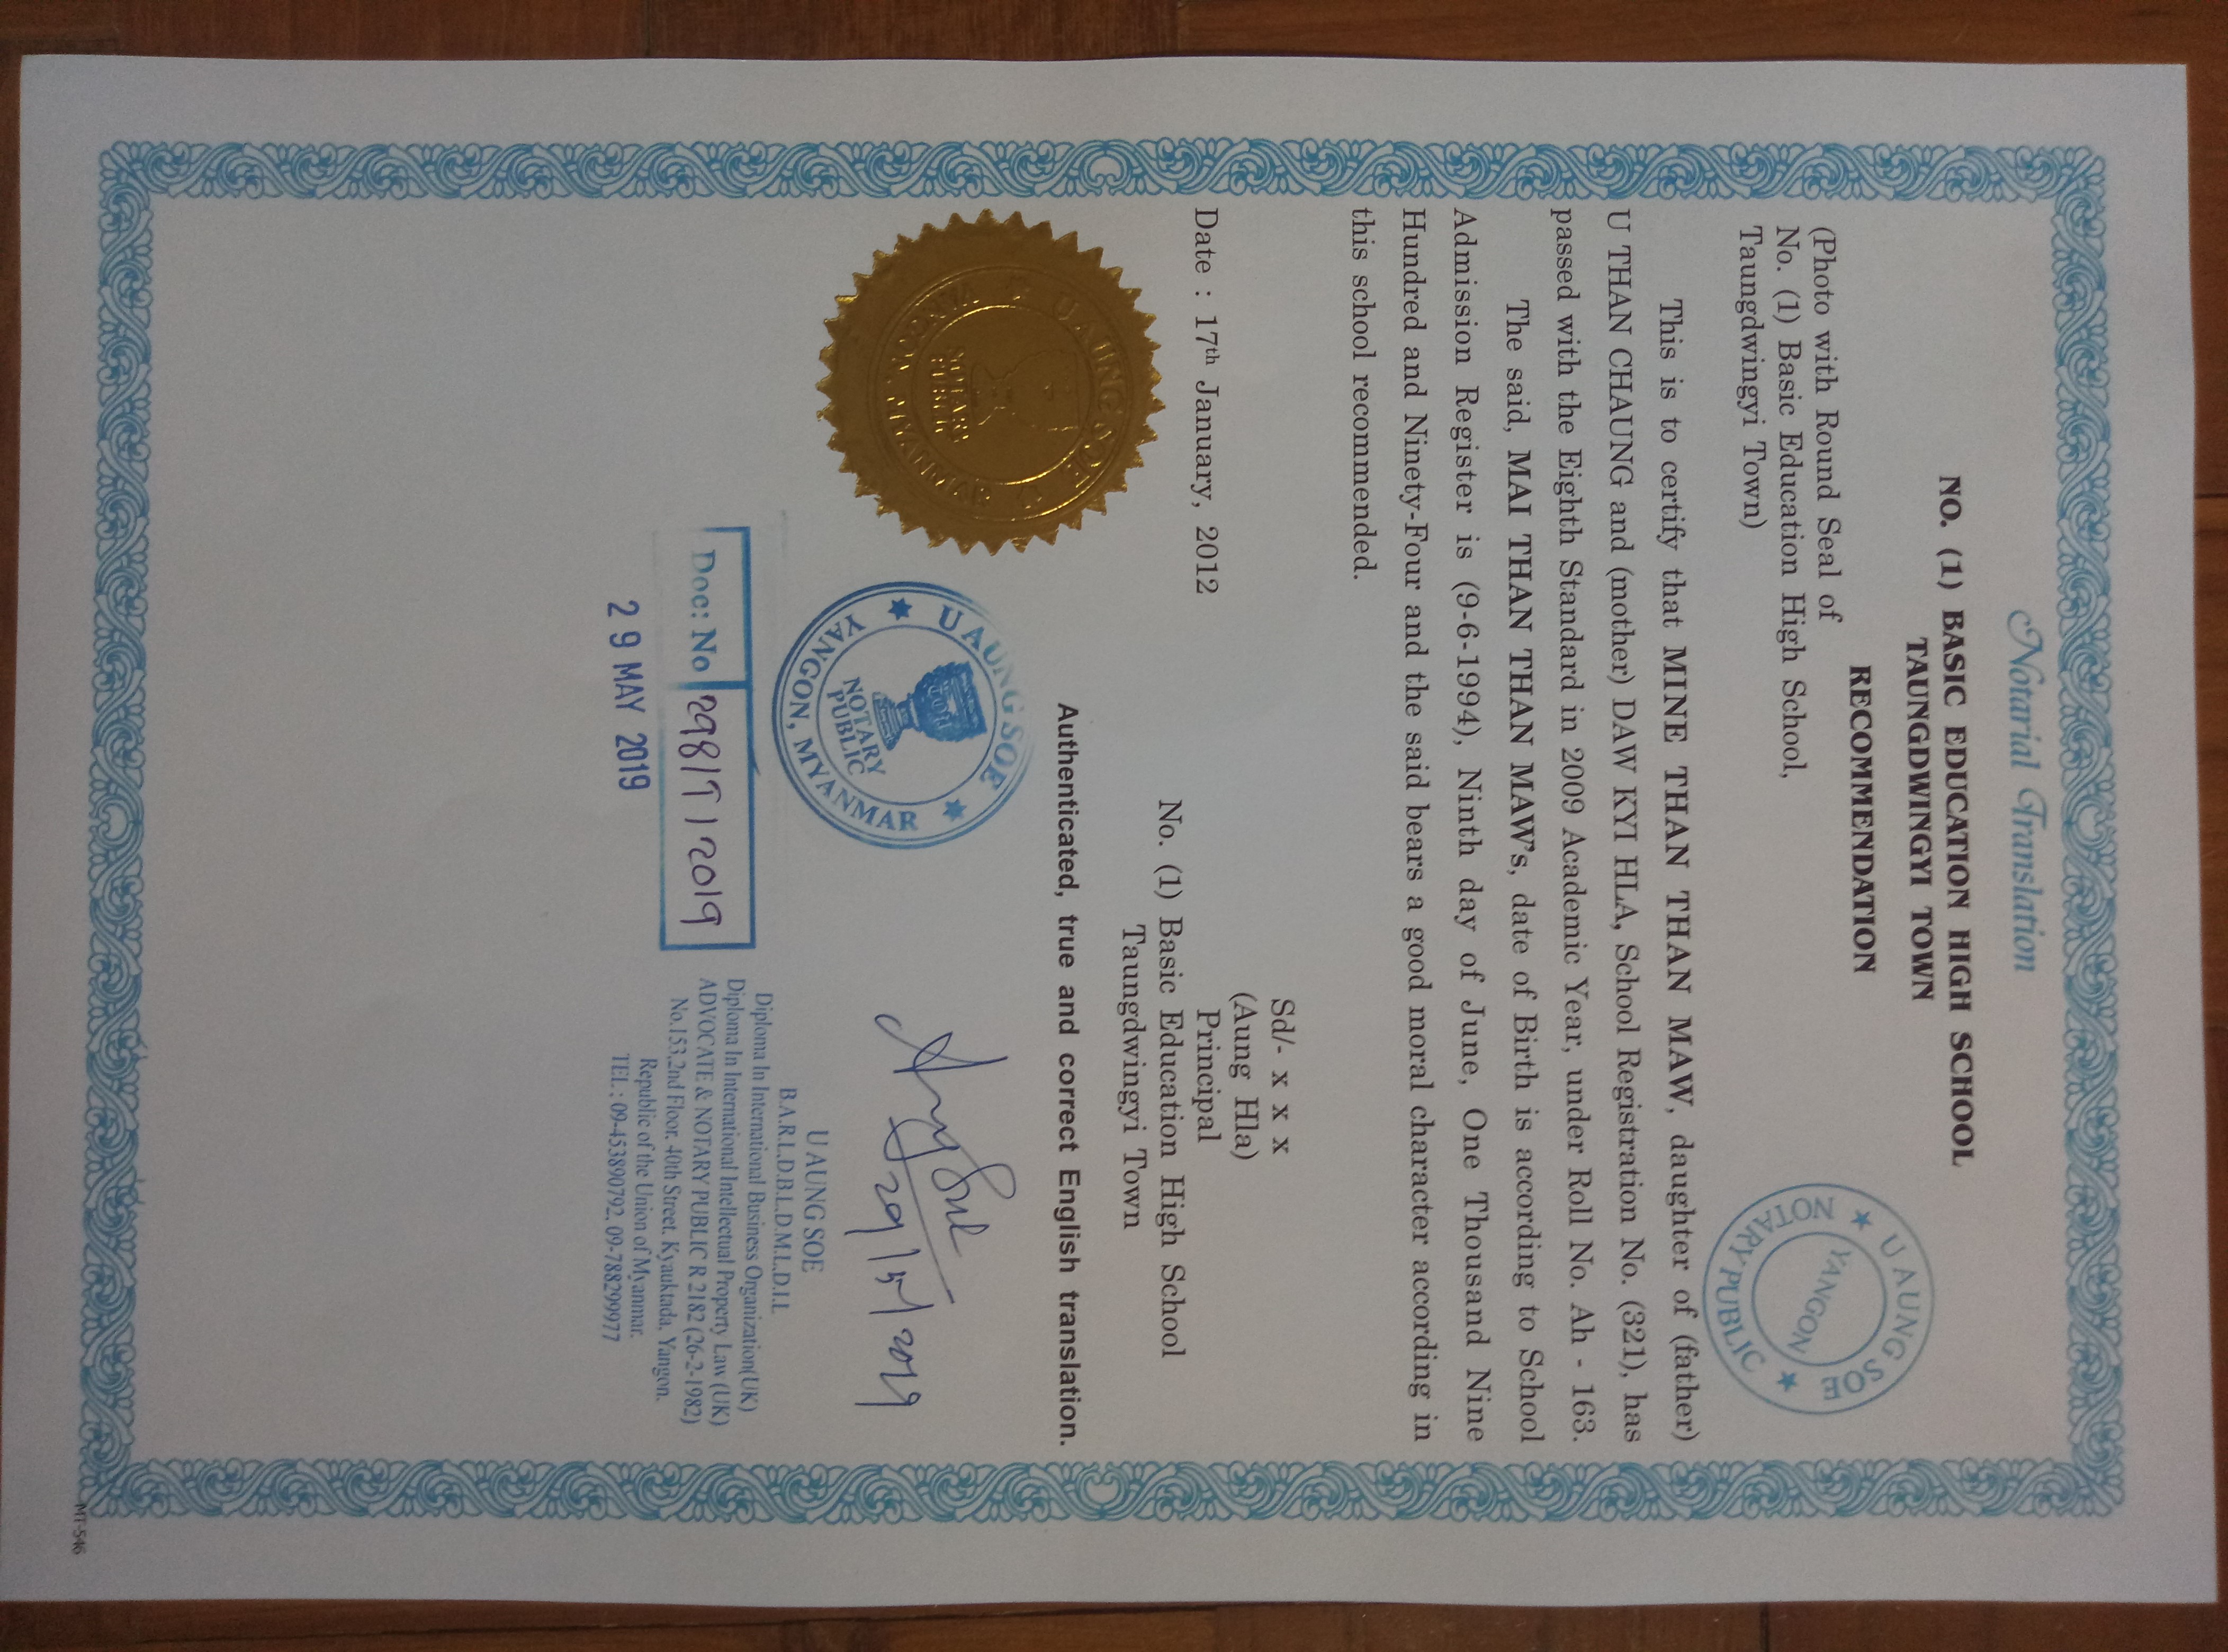 Notarial Translation
NO. (1) BASIC EDUCATION HIGH SCHOOL
TAUNGDWINGYI TOWN
RECOMMENDATION
(Photo with Round Seal of
No. (1) Basic Education High School,
Taungdwingyi Town)
U AUNG SOE
NOTARY PUBLIC
YANGON
This is to certify that MINE THAN THAN MAW, daughter of (father)
U THAN CHAUNG and (mother) DAW KYI HLA, School Registration No. (321), has
passed with the Eighth Standard in 2009 Academic Year, under Roll No. Ah - 163.
The said, MAI THAN THAN MAW's, date of Birth is according to School
Admission Register is (9-6-1994), Ninth day of June, One Thousand Nine
Hundred and Ninety-Four and the said bears a good moral character according in
this school recommended.
Sd/- x x x
(Aung Hla)
Principal
Date : 17th January, 2012
No. (1) Basic Education High School
Taungdwingyi Town
Authenticated, true and correct English translation.
U AUNG SOE
NOTARY
PUBLIC
YANGON, MYANMAR
U AUNG SOE
NOTARY
PUBLIC
YANGON, MYANMAR
29/5/2019
U AUNG SOE
B.A.R.L.D.B.L.D.M.L.D.I.L
Diploma In International Business Organization(UK)
Diploma In International Intellectual Property Law (UK)
ADVOCATE & NOTARY PUBLIC R 2182 (26-2-1982)
No.153,2nd Floor, 40th Street, Kyauktada, Yangon.
Republic of the Union of Myanmar.
TEL : 09-453890792, 09-788299977
Doc: No 298/T/2019
29 MAY 2019
MT-546